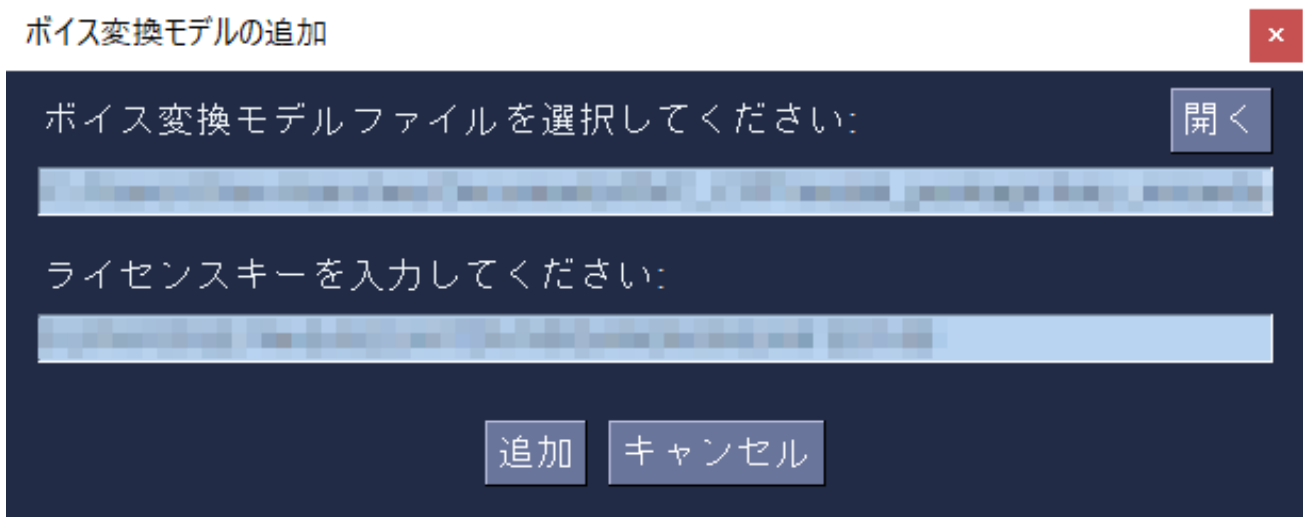 ボイス変換モデルの追加
×
ボイス変換モデルファイルを選択してください:
開く
ライセンスキーを入力してください:
追加
キャンセル